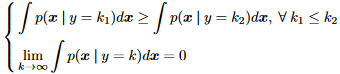 ∫ p(x | y = k₁)dx ≥ ∫ p(x | y = k₂)dx, ∀ k₁ ≤ k₂
lim_{k→∞} ∫ p(x | y = k)dx = 0